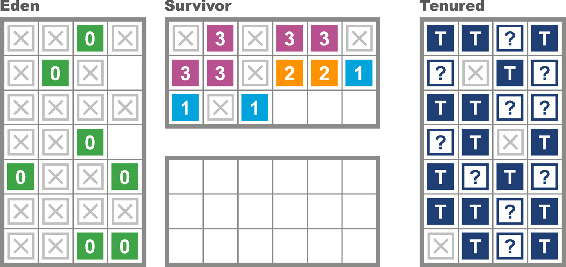 Eden
0
0
0
0 0
0 0
Survivor
3 3 3
3 3 2 2 1
1 1
Tenured
T T ? T
? T ?
T T ? ?
? T T
T ? T ?
T T ? T
T ? T